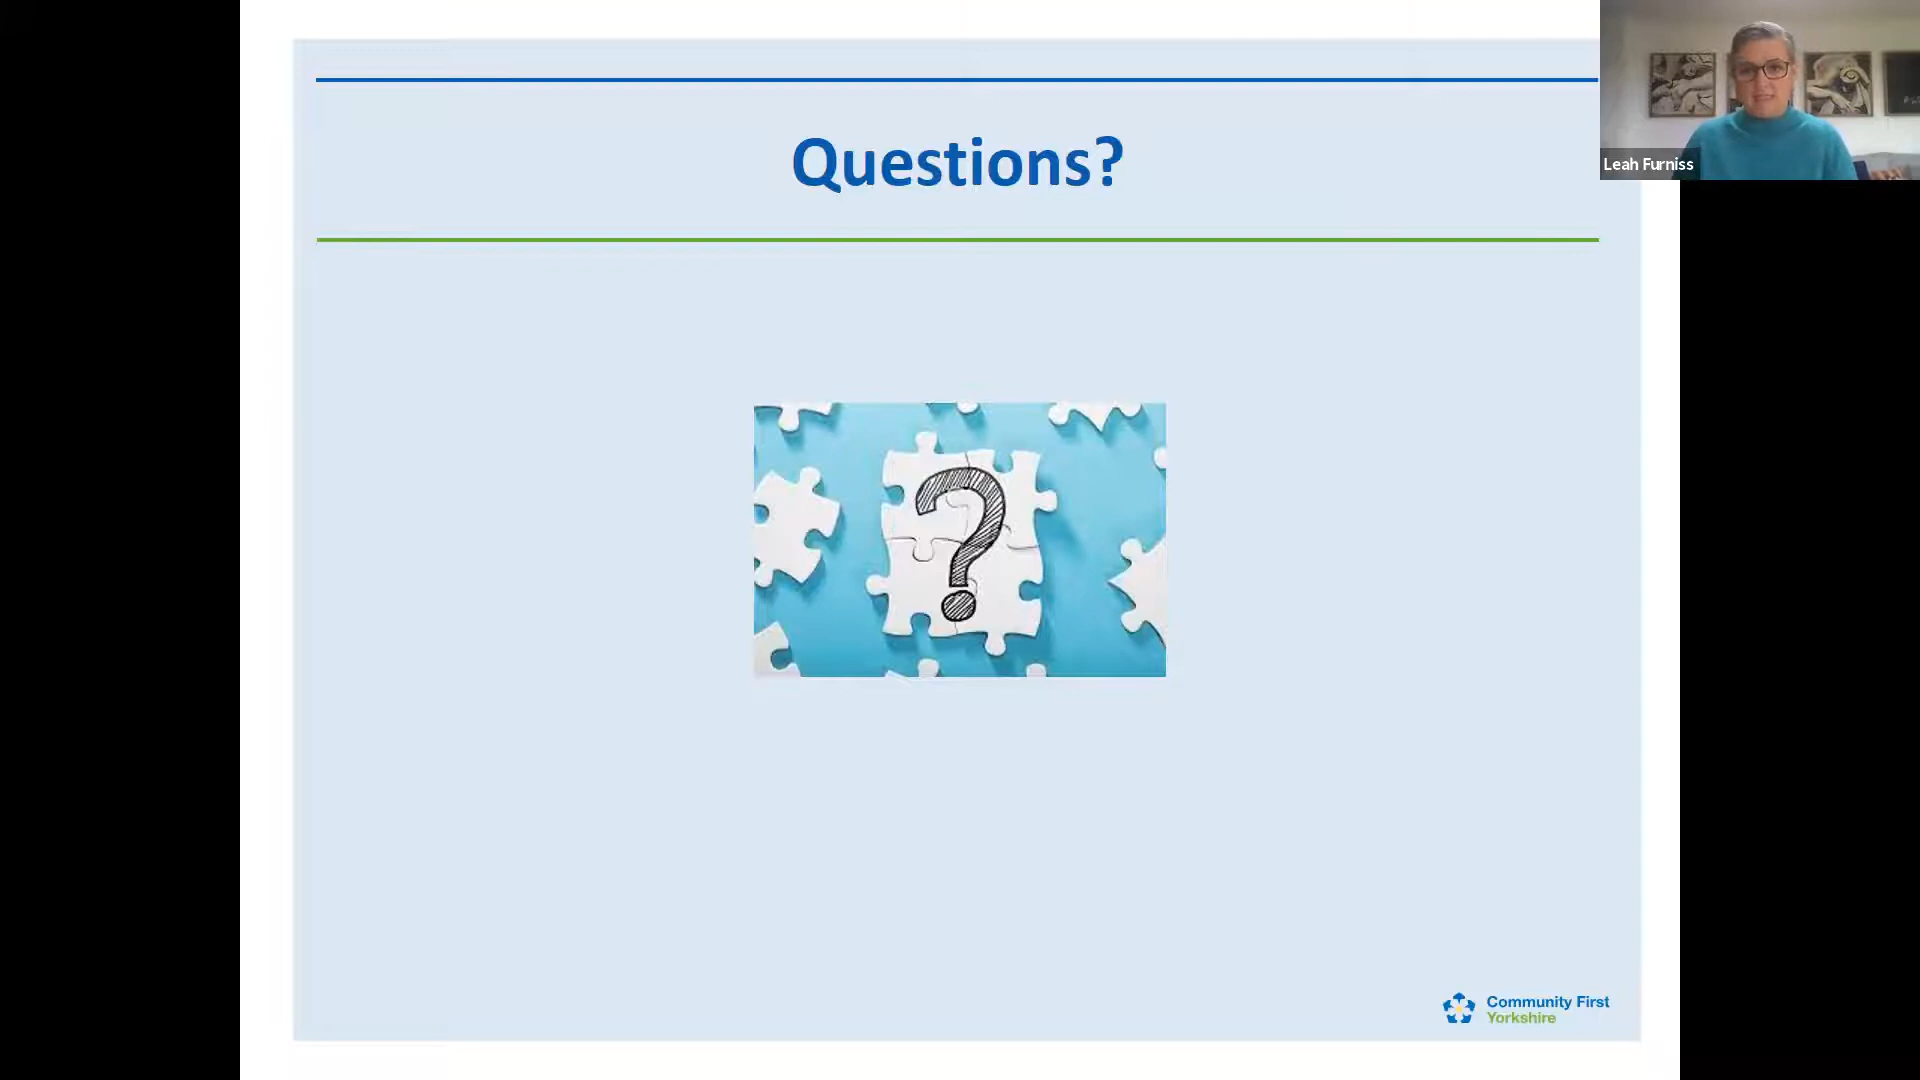 Questions?
Leah Furniss
?
Community First
Yorkshire